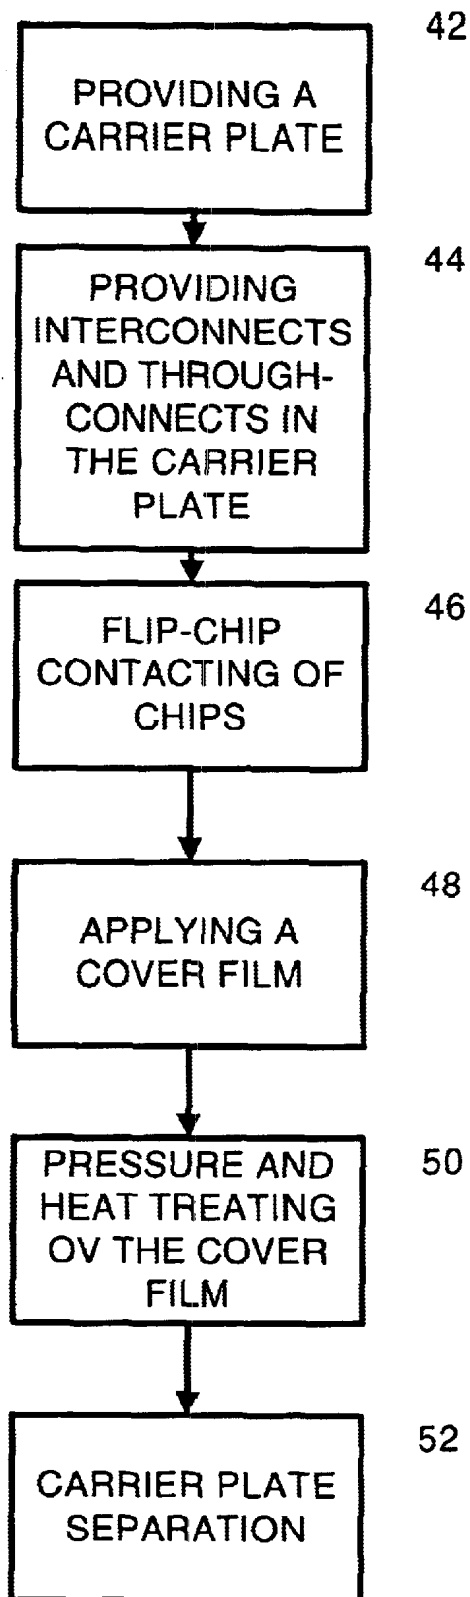 42
PROVIDING A
CARRIER PLATE
44
PROVIDING
INTERCONNECTS
AND THROUGH-
CONNECTS IN
THE CARRIER
PLATE
46
FLIP-CHIP
CONTACTING OF
CHIPS
48
APPLYING A
COVER FILM
50
PRESSURE AND
HEAT TREATING
OV THE COVER
FILM
52
CARRIER PLATE
SEPARATION